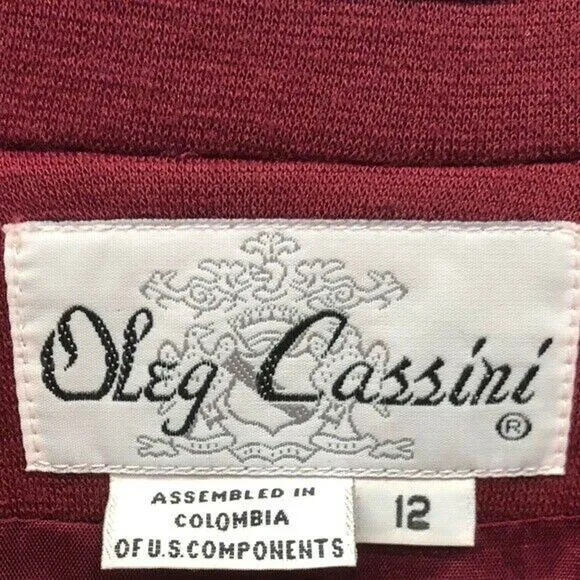 Oleg Cassini
®
ASSEMBLED IN
COLOMBIA
OF U.S. COMPONENTS
12